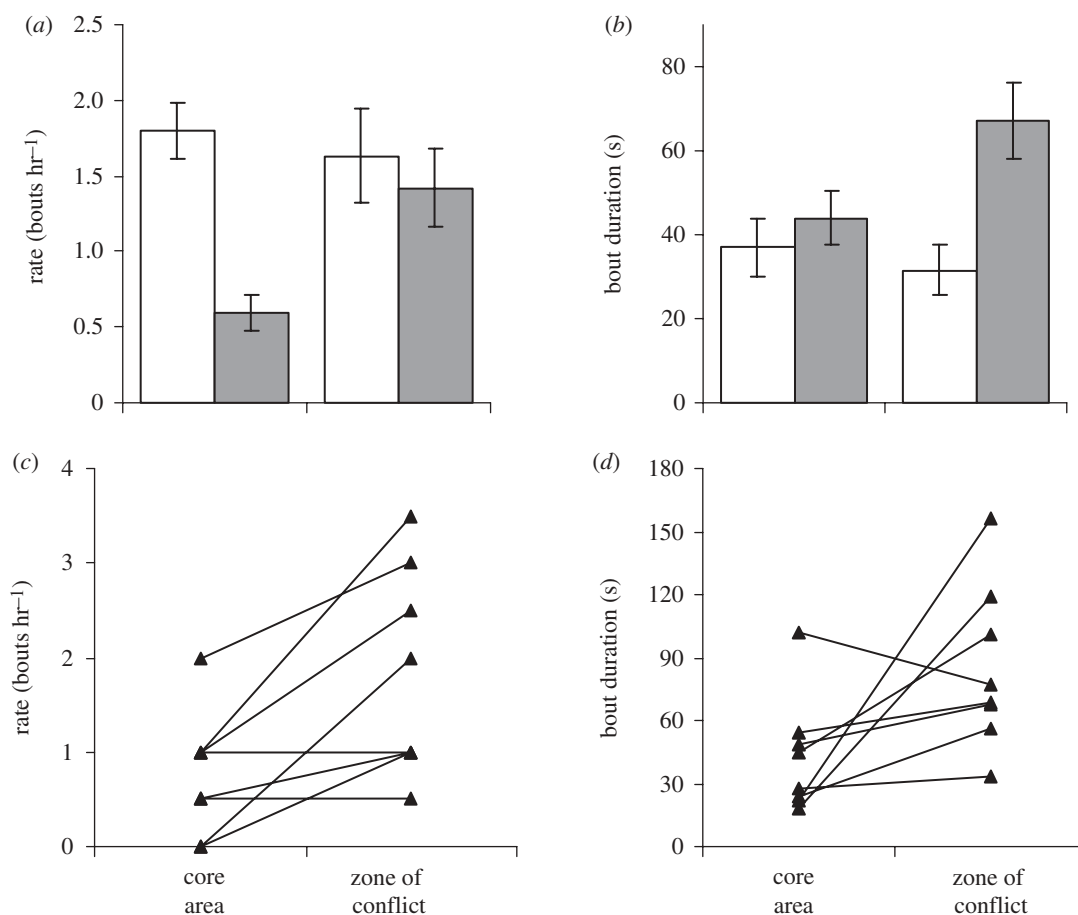 (a)
2.5
2.0
1.5
1.0
0.5
0
rate (bouts hr⁻¹)
(b)
80
60
40
20
0
bout duration (s)
(c)
4
3
2
1
0
rate (bouts hr⁻¹)
core
area
zone of
conflict
(d)
180
150
120
90
60
30
0
bout duration (s)
core
area
zone of
conflict